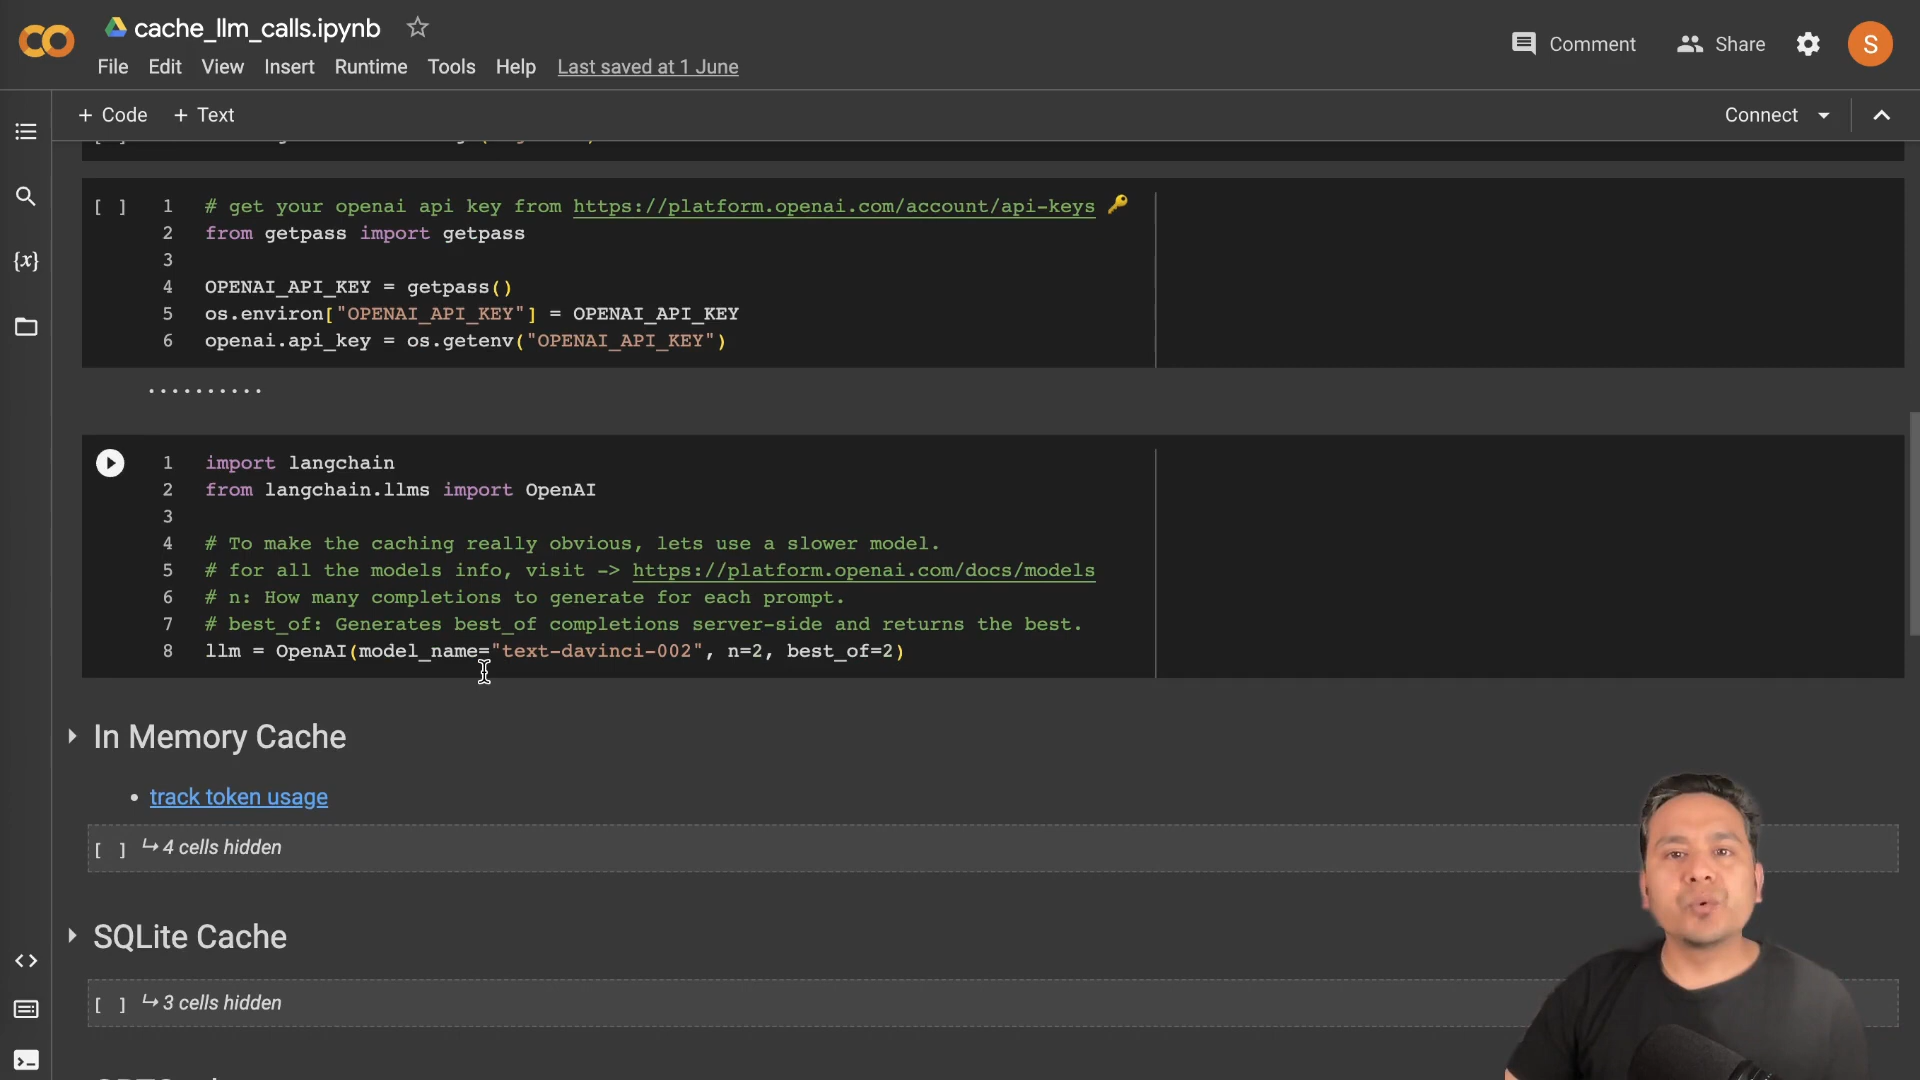 cache_llm_calls.ipynb
File Edit View Insert Runtime Tools Help Last saved at 1 June
Comment Share S
+ Code + Text
Connect
[ ]
1 # get your openai api key from https://platform.openai.com/account/api-keys 🔑
2 from getpass import getpass
3
4 OPENAI_API_KEY = getpass()
5 os.environ["OPENAI_API_KEY"] = OPENAI_API_KEY
6 openai.api_key = os.getenv("OPENAI_API_KEY")
··········
1 import langchain
2 from langchain.llms import OpenAI
3
4 # To make the caching really obvious, lets use a slower model.
5 # for all the models info, visit -> https://platform.openai.com/docs/models
6 # n: How many completions to generate for each prompt.
7 # best_of: Generates best_of completions server-side and returns the best.
8 llm = OpenAI(model_name="text-davinci-002", n=2, best_of=2)
In Memory Cache
• track token usage
[ ] ↳ 4 cells hidden
SQLite Cache
[ ] ↳ 3 cells hidden